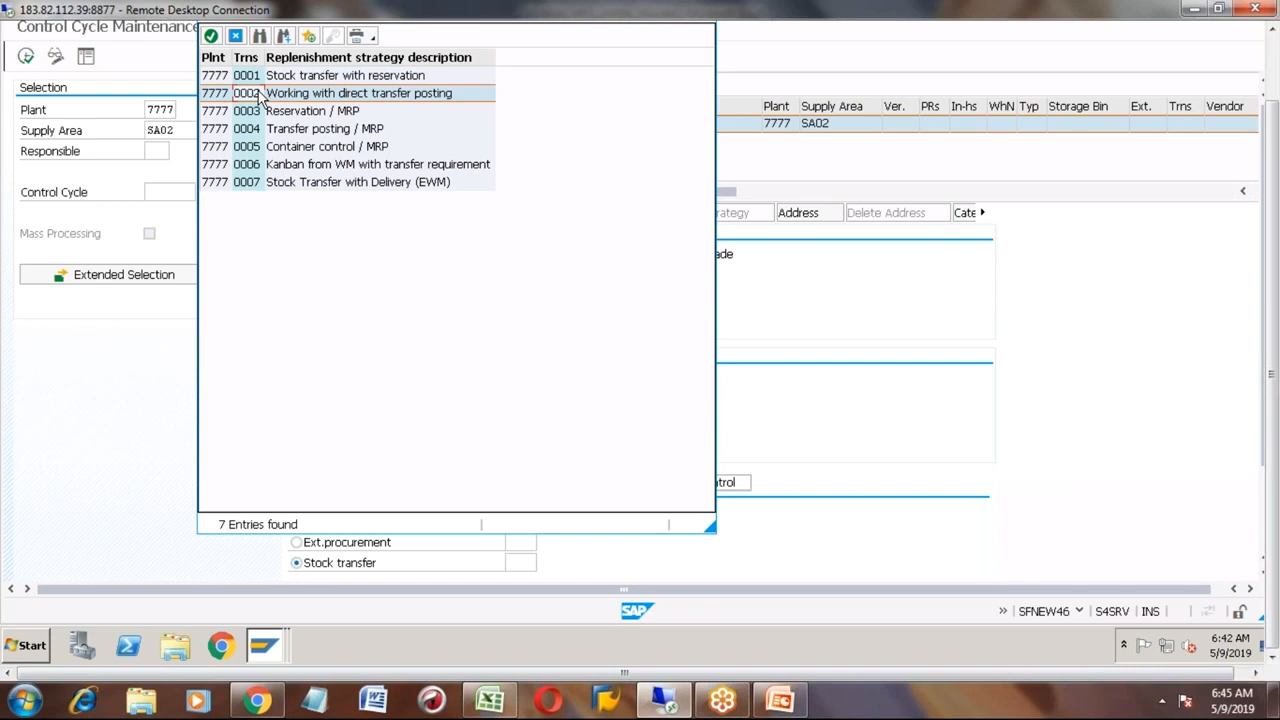 183.82.112.39:8877 - Remote Desktop Connection
Control Cycle Maintenance
Plnt Trns Replenishment strategy description
7777 0001 Stock transfer with reservation
7777 0002 Working with direct transfer posting
7777 0003 Reservation / MRP
7777 0004 Transfer posting / MRP
7777 0005 Container control / MRP
7777 0006 Kanban from WM with transfer requirement
7777 0007 Stock Transfer with Delivery (EWM)
7 Entries found
Selection
Plant 7777
Supply Area SA02
Responsible
Control Cycle
Mass Processing
Extended Selection
Plant Supply Area Ver. PRs In-hs WhN Typ Storage Bin Ext. Trns Vendor
7777 SA02
rategy Address Delete Address Cate
ade
trol
Ext.procurement
Stock transfer
SAP
SFNEW46 S4SRV INS
Start
6:42 AM
5/9/2019
6:45 AM
5/9/2019